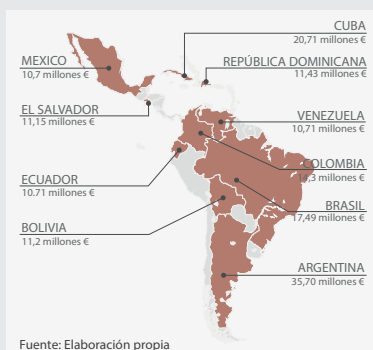 CUBA
20,71 millones €
MEXICO
10,7 millones €
REPÚBLICA DOMINICANA
11,43 millones €
EL SALVADOR
11,15 millones €
VENEZUELA
10,71 millones €
COLOMBIA
14,3 millones €
ECUADOR
10.71 millones €
BRASIL
17,49 millones €
BOLIVIA
11,2 millones €
ARGENTINA
35,70 millones €
Fuente: Elaboración propia